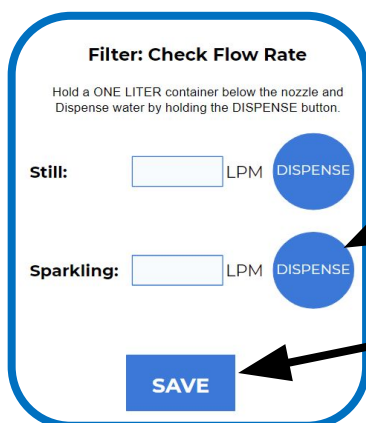 Filter: Check Flow Rate
Hold a ONE LITER container below the nozzle and
Dispense water by holding the DISPENSE button.
Still: LPM DISPENSE
Sparkling: LPM DISPENSE
SAVE